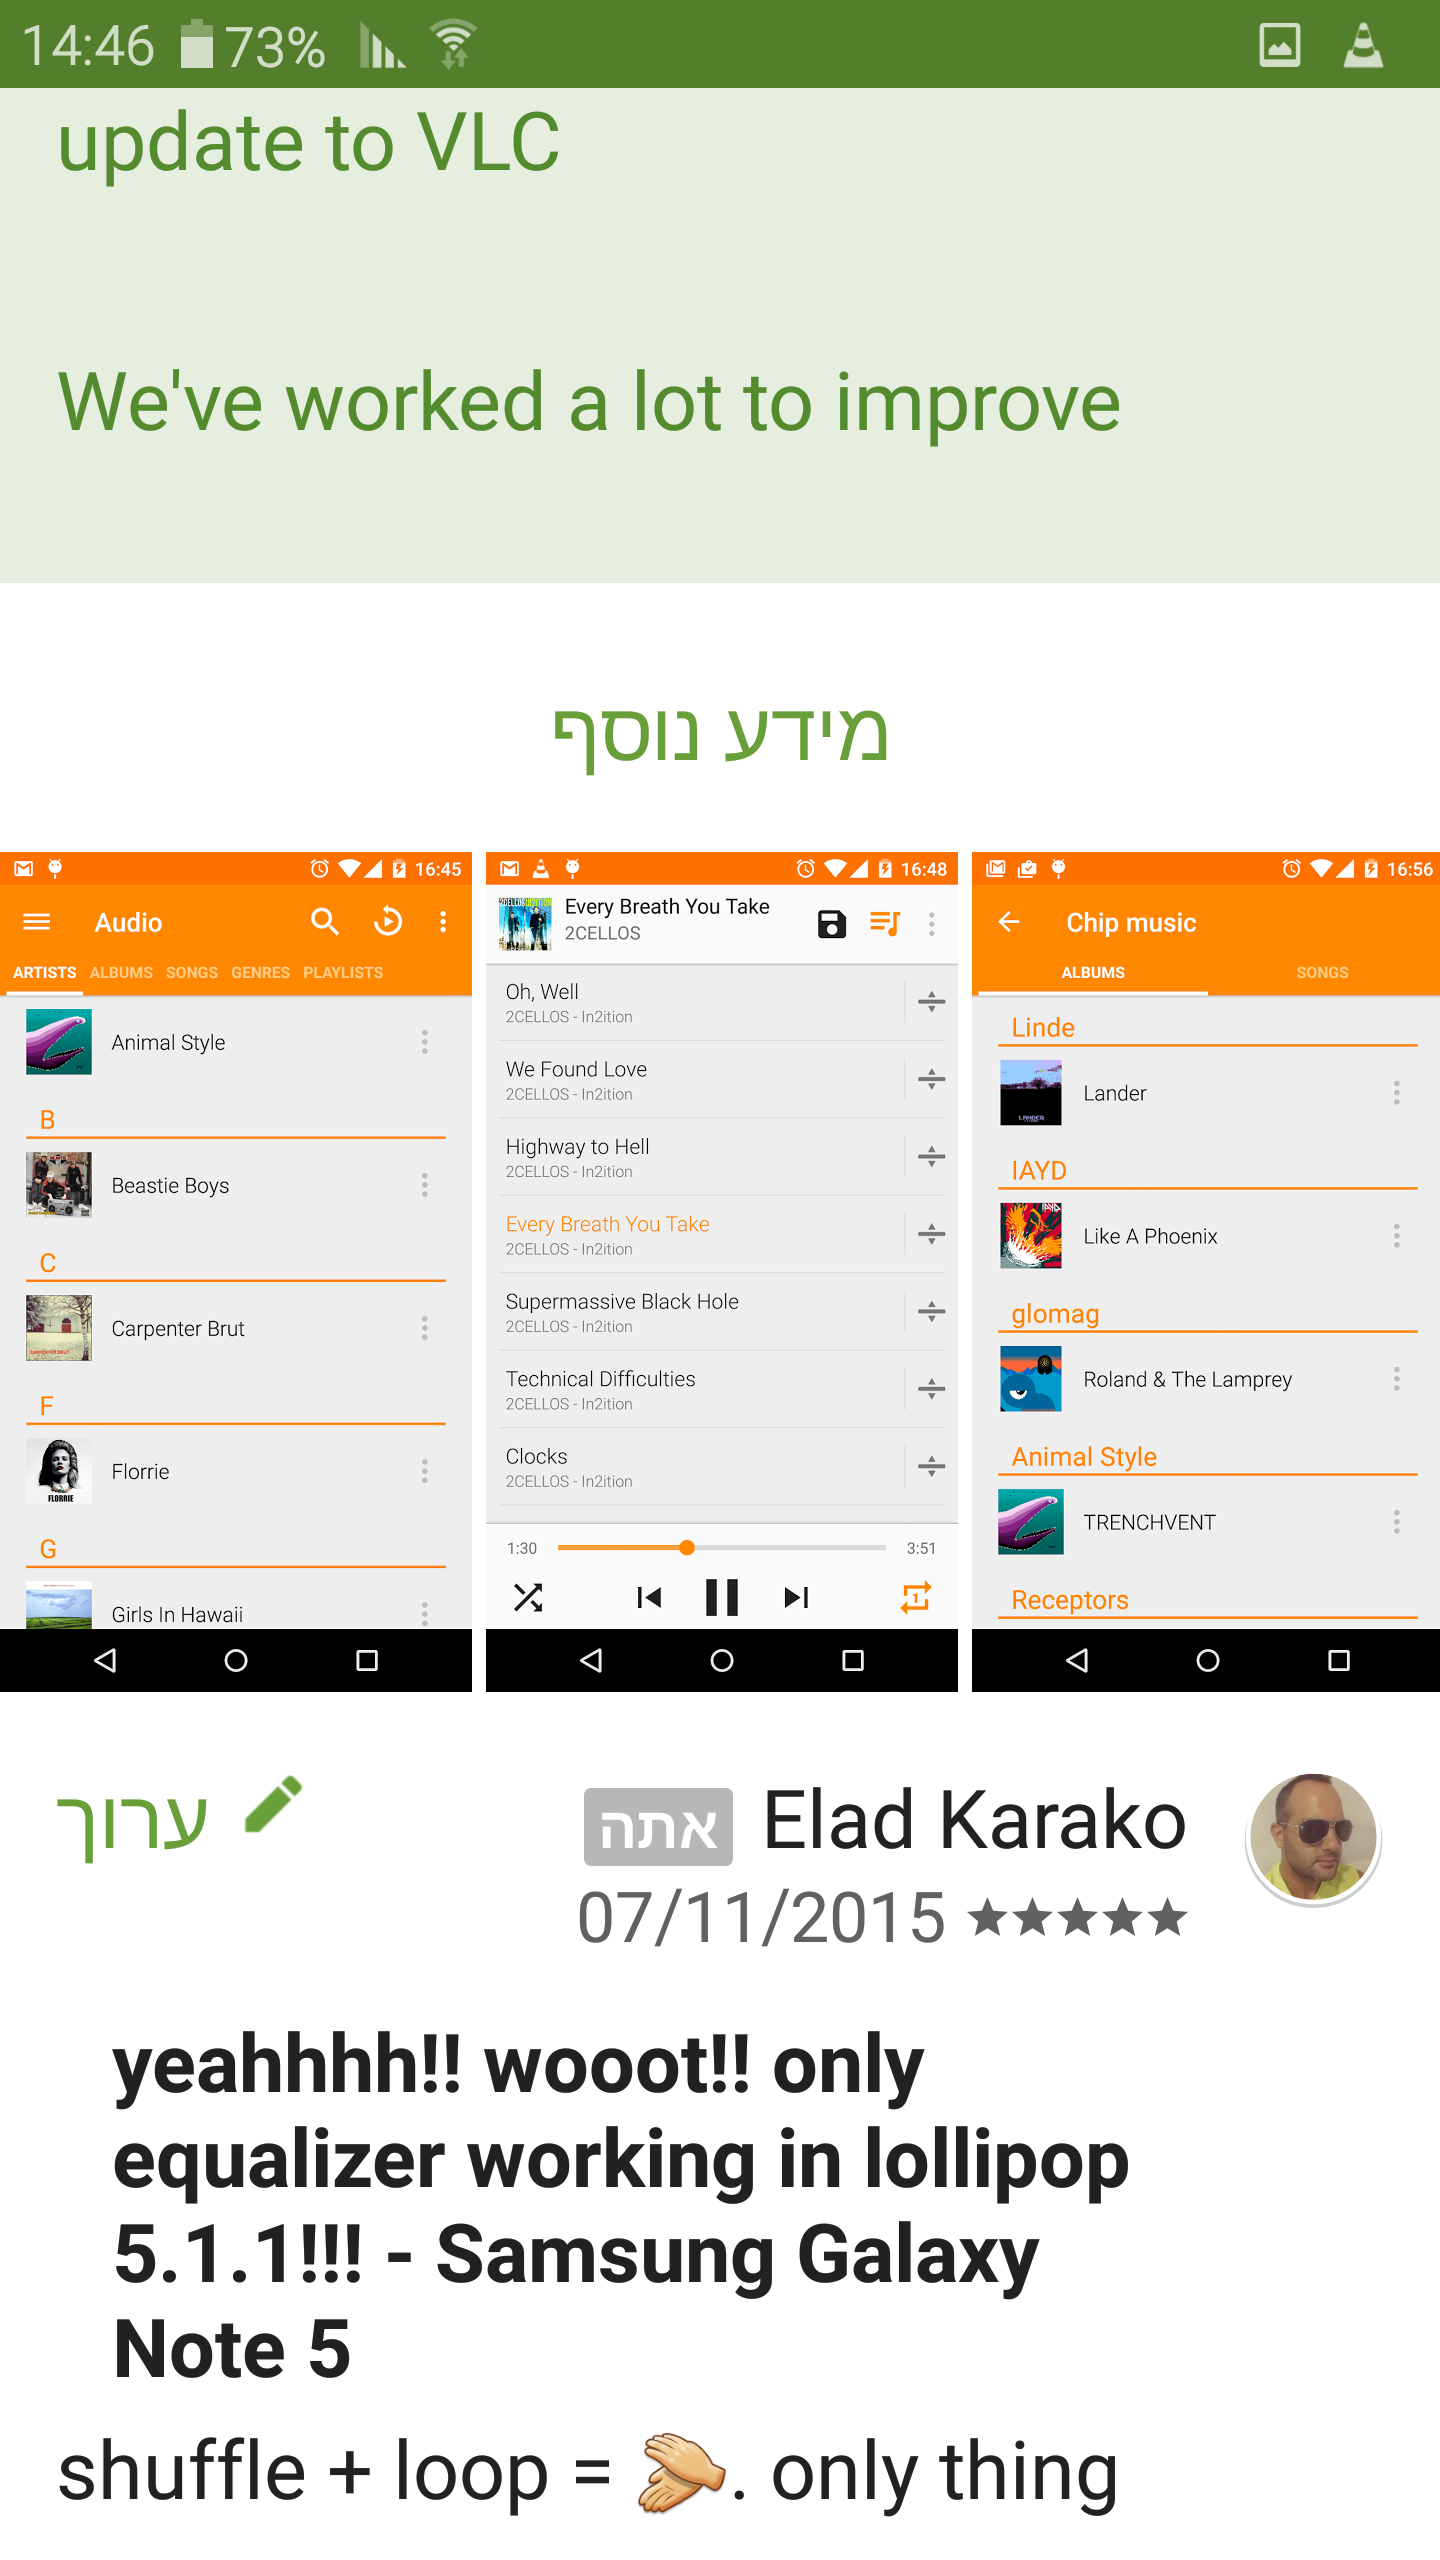 14:46 73%
update to VLC
We've worked a lot to improve
מידע נוסף
16:45
Audio
ARTISTS ALBUMS SONGS GENRES PLAYLISTS
Animal Style
B
Beastie Boys
C
Carpenter Brut
F
Florrie
FLORRIE
G
Girls In Hawaii
16:48
Every Breath You Take
2CELLOS
Oh, Well
2CELLOS - In2ition
We Found Love
2CELLOS - In2ition
Highway to Hell
2CELLOS - In2ition
Every Breath You Take
2CELLOS - In2ition
Supermassive Black Hole
2CELLOS - In2ition
Technical Difficulties
2CELLOS - In2ition
Clocks
2CELLOS - In2ition
1:30 3:51
16:56
Chip music
ALBUMS SONGS
Linde
Lander
LANDER
IAYD
Like A Phoenix
glomag
Roland & The Lamprey
Animal Style
TRENCHVENT
Receptors
ערוך
אתה Elad Karako
07/11/2015 ★★★★★
yeahhhh!! wooot!! only
equalizer working in lollipop
5.1.1!!! - Samsung Galaxy
Note 5
shuffle + loop = 👏. only thing